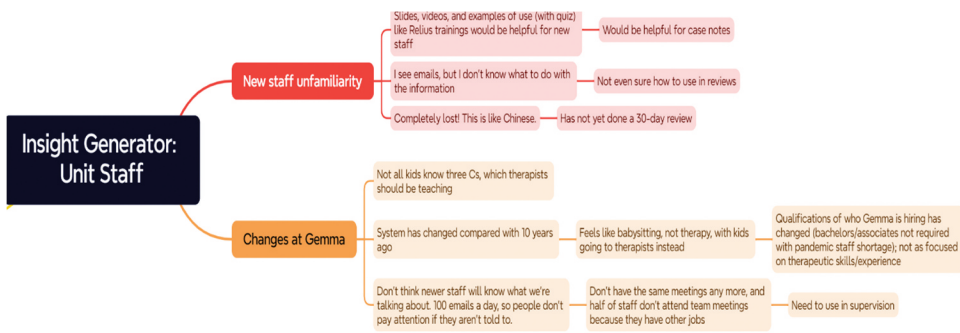 Slides, videos, and examples of use (with quiz)
like Relius trainings would be helpful for new
staff
Would be helpful for case notes
New staff unfamiliarity
I see emails, but I don't know what to do with
the information
Not even sure how to use in reviews
Completely lost! This is like Chinese.
Has not yet done a 30-day review
Insight Generator:
Unit Staff
Not all kids know three Cs, which therapists
should be teaching
Changes at Gemma
System has changed compared with 10 years
ago
Feels like babysitting, not therapy, with kids
going to therapists instead
Qualifications of who Gemma is hiring has
changed (bachelors/associates not required
with pandemic staff shortage); not as focused
on therapeutic skills/experience
Don't think newer staff will know what we're
talking about. 100 emails a day, so people don't
pay attention if they aren't told to.
Don't have the same meetings any more, and
half of staff don't attend team meetings
because they have other jobs
Need to use in supervision